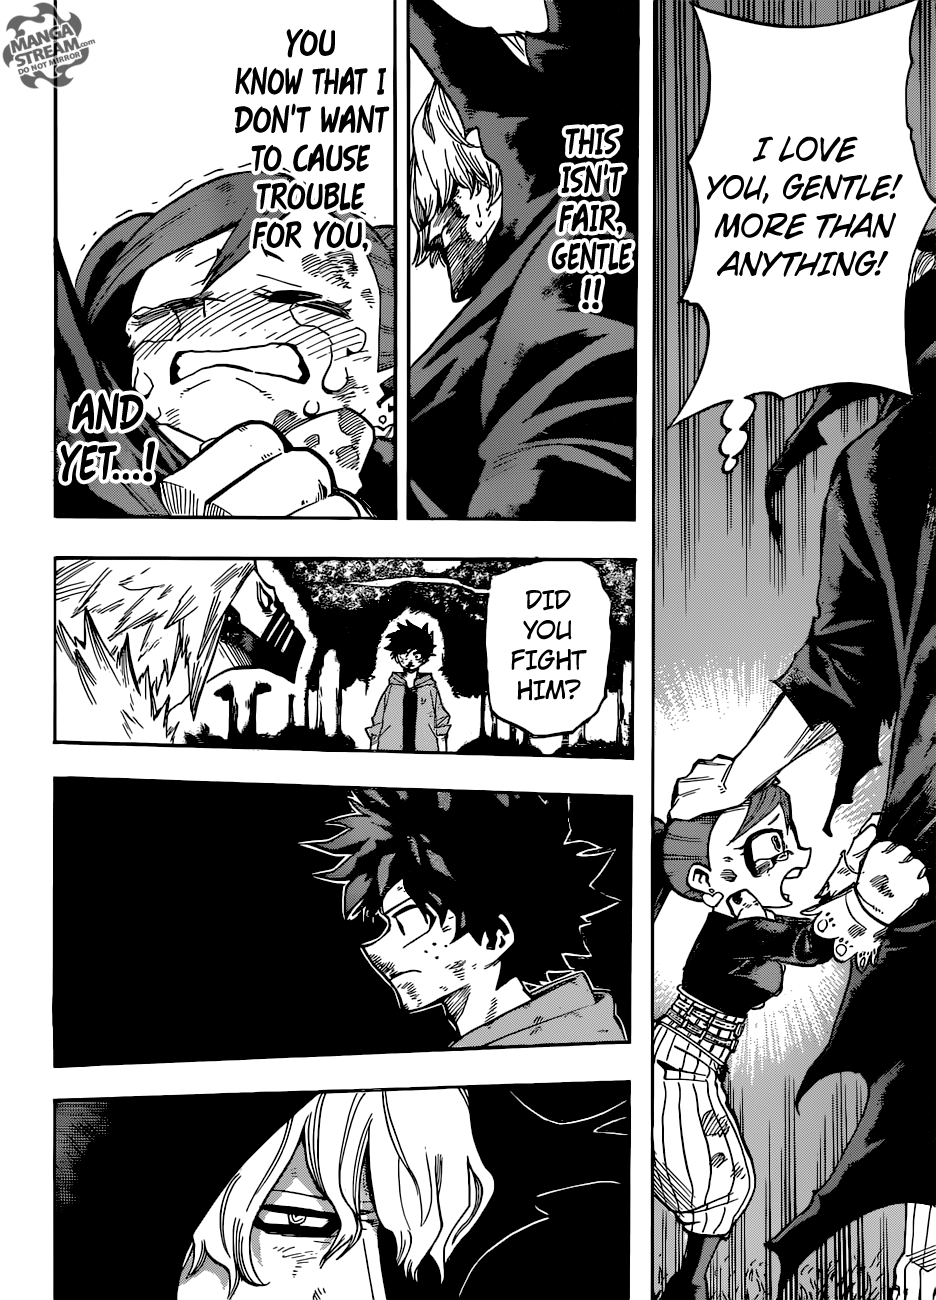 I LOVE
YOU, GENTLE!
MORE THAN
ANYTHING!
THIS
ISN'T
FAIR,
GENTLE
!!
YOU
KNOW THAT I
DON'T WANT
TO CAUSE
TROUBLE
FOR YOU,
AND
YET....!
DID
YOU
FIGHT
HIM?
MANGA
STREAM.com
DO NOT MIRROR